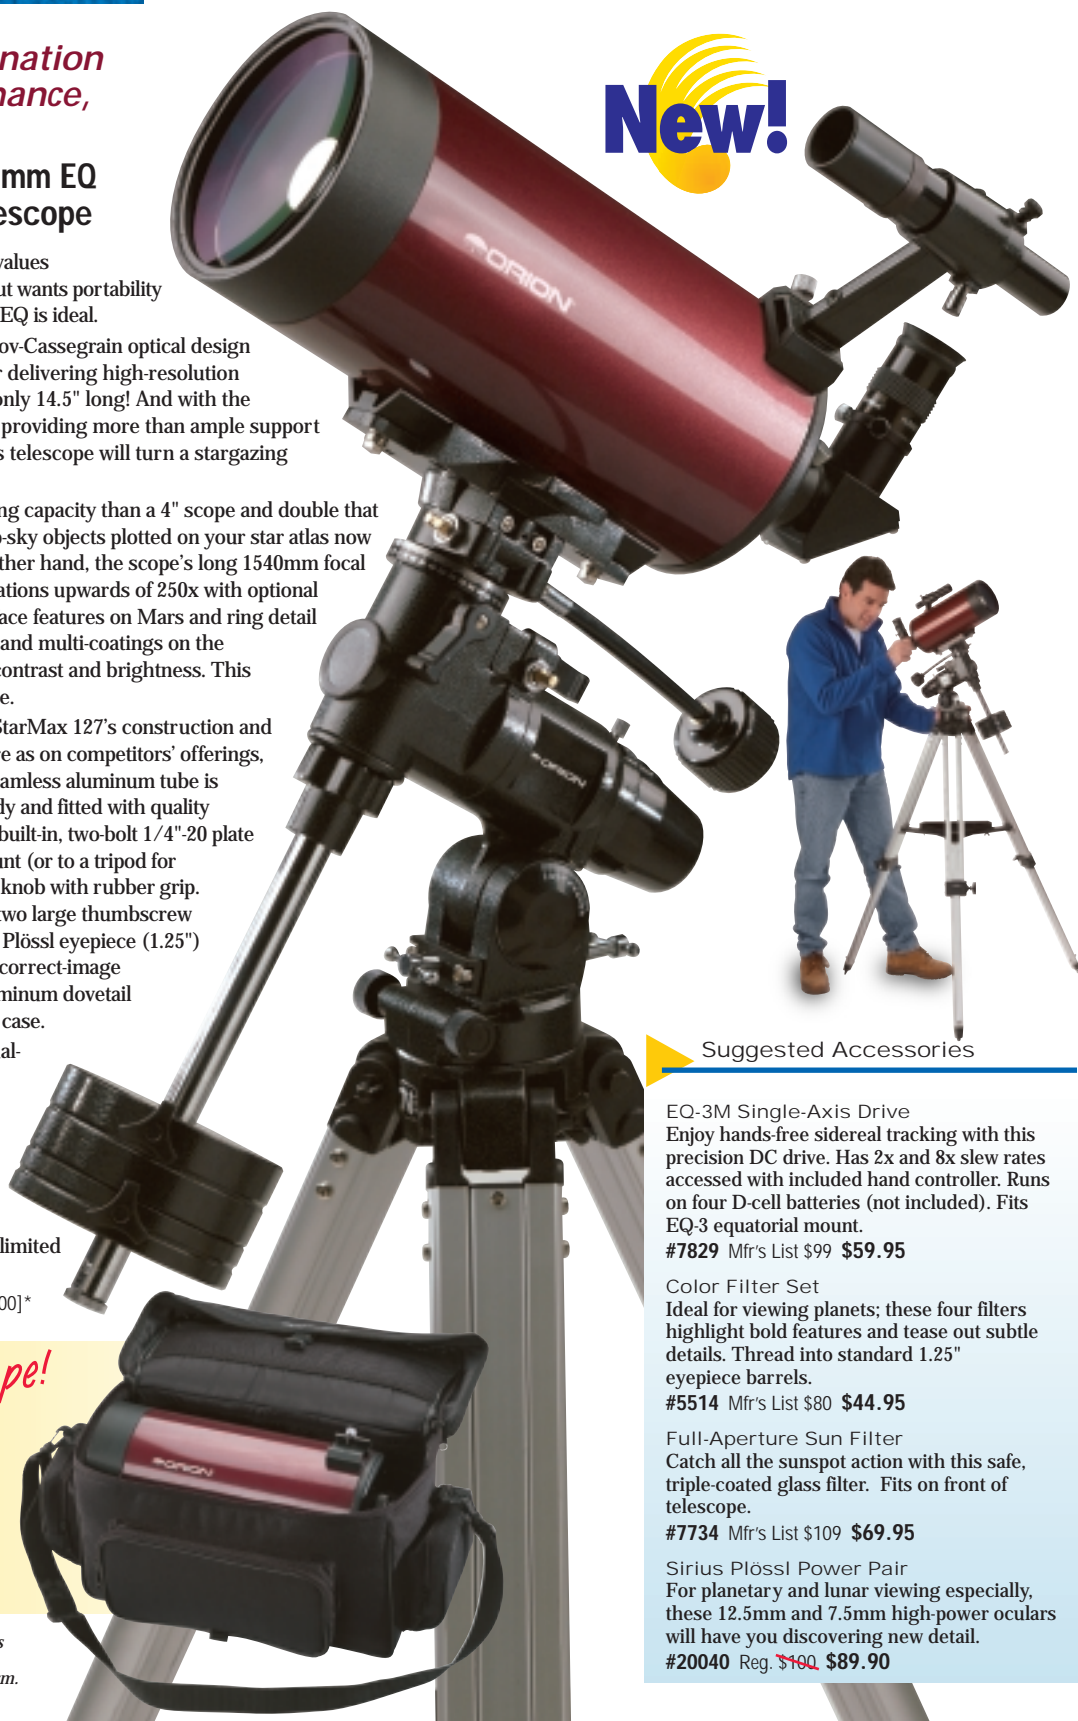 nation
nance,
New!
mm EQ
escope
values
ut wants portability
EQ is ideal.
ov-Cassegrain optical design
r delivering high-resolution
only 14.5" long! And with the
providing more than ample support
s telescope will turn a stargazing
ng capacity than a 4" scope and double that
p-sky objects plotted on your star atlas now
ther hand, the scope's long 1540mm focal
ations upwards of 250x with optional
ace features on Mars and ring detail
and multi-coatings on the
contrast and brightness. This
e.
StarMax 127's construction and
re as on competitors' offerings,
eamless aluminum tube is
dy and fitted with quality
built-in, two-bolt 1/4"-20 plate
unt (or to a tripod for
knob with rubber grip.
two large thumbscrew
Plössl eyepiece (1.25")
correct-image
minum dovetail
case.
al-
limited
00]*
pe!
s
m.
ORION
ORION
ORION
Suggested Accessories
EQ-3M Single-Axis Drive
Enjoy hands-free sidereal tracking with this
precision DC drive. Has 2x and 8x slew rates
accessed with included hand controller. Runs
on four D-cell batteries (not included). Fits
EQ-3 equatorial mount.
#7829 Mfr's List $99 $59.95
Color Filter Set
Ideal for viewing planets; these four filters
highlight bold features and tease out subtle
details. Thread into standard 1.25"
eyepiece barrels.
#5514 Mfr's List $80 $44.95
Full-Aperture Sun Filter
Catch all the sunspot action with this safe,
triple-coated glass filter. Fits on front of
telescope.
#7734 Mfr's List $109 $69.95
Sirius Plössl Power Pair
For planetary and lunar viewing especially,
these 12.5mm and 7.5mm high-power oculars
will have you discovering new detail.
#20040 Reg. $100 $89.90